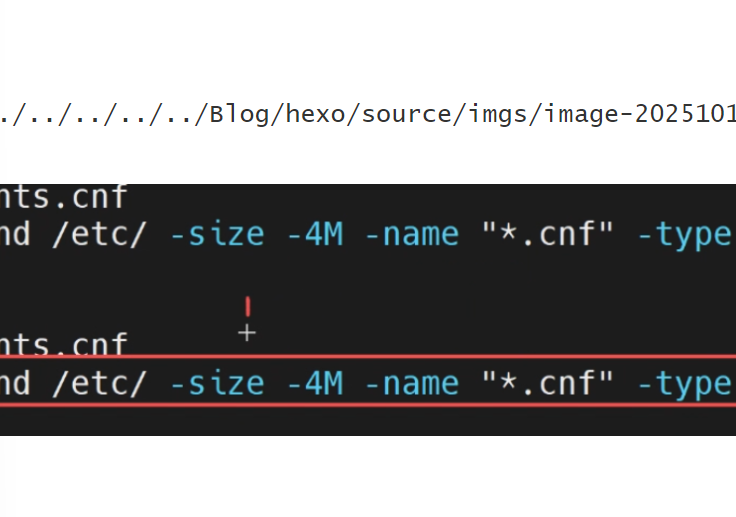 ./../../../../Blog/hexo/source/imgs/image-2025101
nts.cnf
nd /etc/ -size -4M -name "*.cnf" -type
nts.cnf
nd /etc/ -size -4M -name "*.cnf" -type